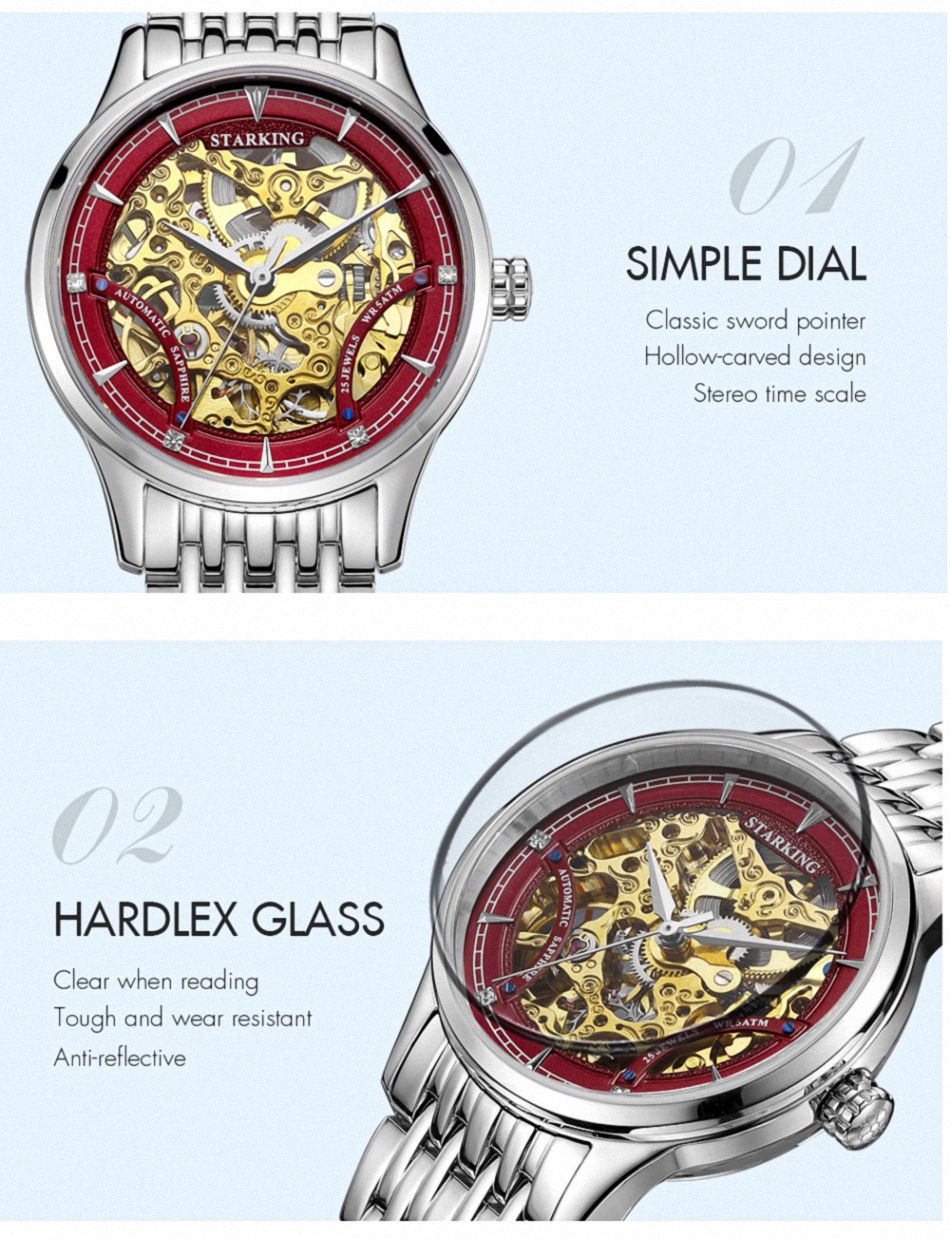 STARKING
AUTOMATIC SAPPHIRE
25 JEWELS WR5ATM
01
SIMPLE DIAL
Classic sword pointer
Hollow-carved design
Stereo time scale
02
HARDLEX GLASS
Clear when reading
Tough and wear resistant
Anti-reflective
STARKING
AUTOMATIC SAPPHIRE
25 JEWELS WR5ATM